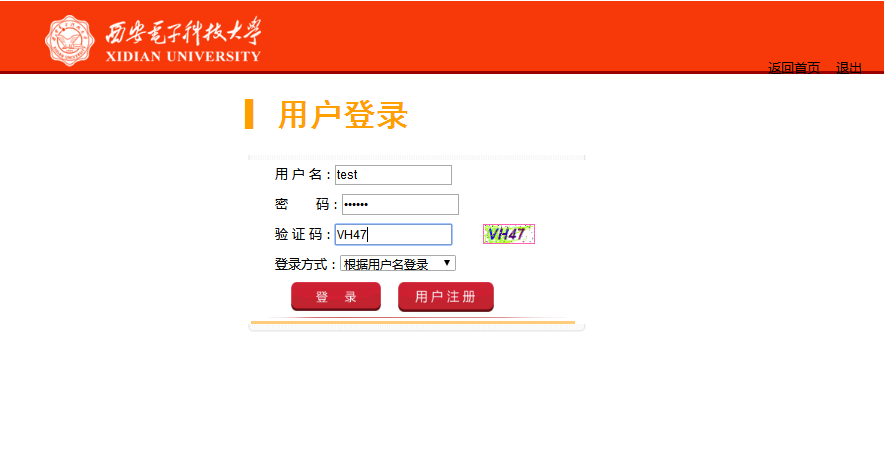 西安電子科技大學
XIDIAN UNIVERSITY
返回首页 退出
用户登录
用 户 名：test
密 码：••••••
验 证 码：VH47 VH47
登录方式：根据用户名登录 ▼
登 录 用户注册